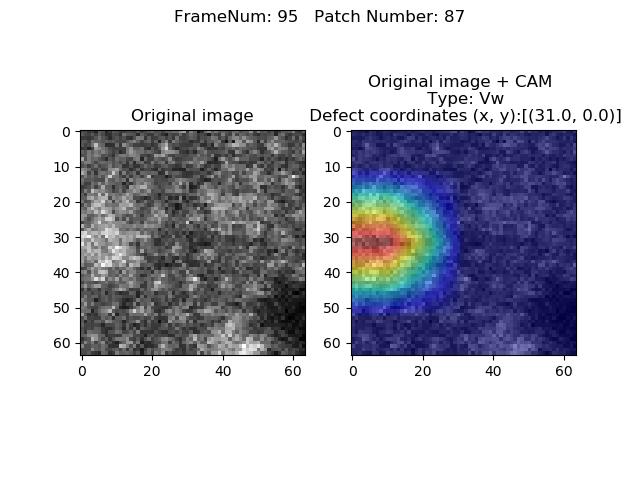 FrameNum: 95   Patch Number: 87
Original image
Original image + CAM
Type: Vw
Defect coordinates (x, y):[(31.0, 0.0)]
0
10
20
30
40
50
60
0 20 40 60
0
10
20
30
40
50
60
0 20 40 60